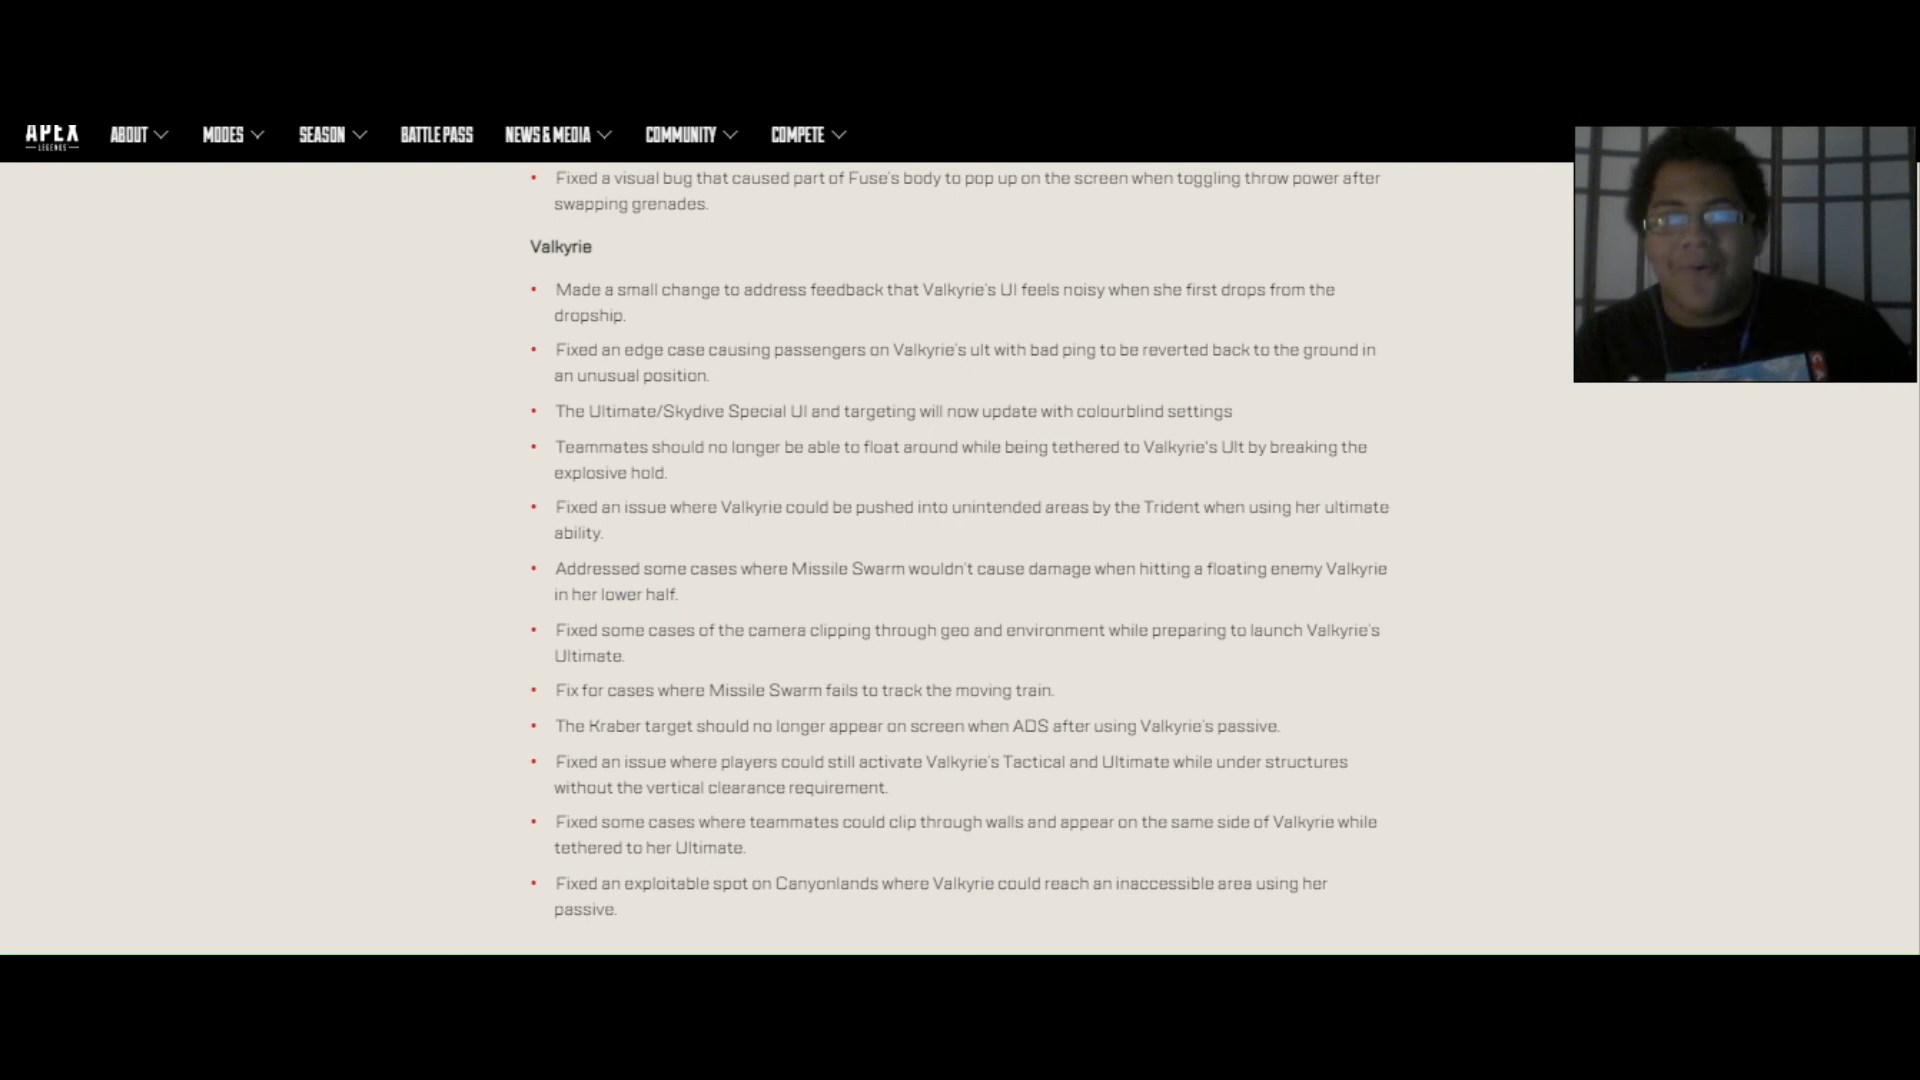 APEX
LEGENDS
ABOUT MODES SEASON BATTLE PASS NEWS & MEDIA COMMUNITY COMPETE
• Fixed a visual bug that caused part of Fuse's body to pop up on the screen when toggling throw power after
swapping grenades.
Valkyrie
• Made a small change to address feedback that Valkyrie's UI feels noisy when she first drops from the
dropship.
• Fixed an edge case causing passengers on Valkyrie's ult with bad ping to be reverted back to the ground in
an unusual position.
• The Ultimate/Skydive Special UI and targeting will now update with colourblind settings
• Teammates should no longer be able to float around while being tethered to Valkyrie's Ult by breaking the
explosive hold.
• Fixed an issue where Valkyrie could be pushed into unintended areas by the Trident when using her ultimate
ability.
• Addressed some cases where Missile Swarm wouldn't cause damage when hitting a floating enemy Valkyrie
in her lower half.
• Fixed some cases of the camera clipping through geo and environment while preparing to launch Valkyrie's
Ultimate.
• Fix for cases where Missile Swarm fails to track the moving train.
• The Kraber target should no longer appear on screen when ADS after using Valkyrie's passive.
• Fixed an issue where players could still activate Valkyrie's Tactical and Ultimate while under structures
without the vertical clearance requirement.
• Fixed some cases where teammates could clip through walls and appear on the same side of Valkyrie while
tethered to her Ultimate.
• Fixed an exploitable spot on Canyonlands where Valkyrie could reach an inaccessible area using her
passive.